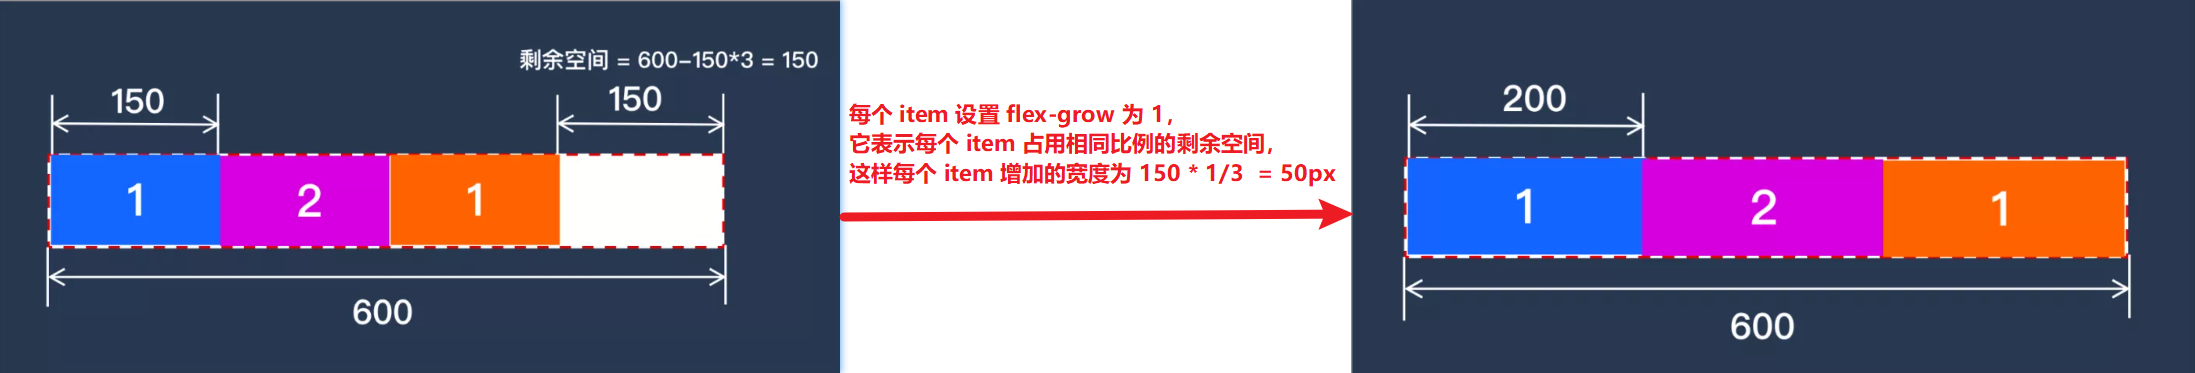 剩余空间 = 600-150*3 = 150
150
150
1
2
1
600
每个 item 设置 flex-grow 为 1，
它表示每个 item 占用相同比例的剩余空间，
这样每个 item 增加的宽度为 150 * 1/3 = 50px
200
1
2
1
600